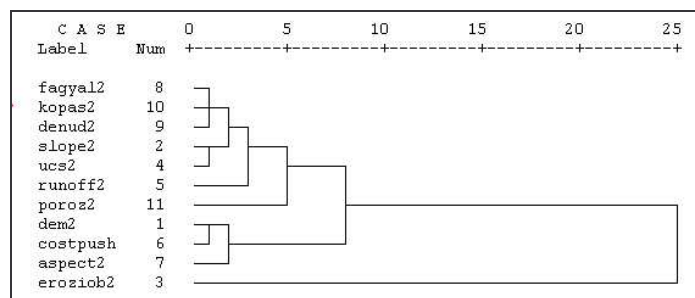 C A S E 0 5 10 15 20 25
Label Num +---------+---------+---------+---------+---------+
fagyal2 8
kopas2 10
denud2 9
slope2 2
ucs2 4
runoff2 5
poroz2 11
dem2 1
costpush 6
aspect2 7
eroziob2 3